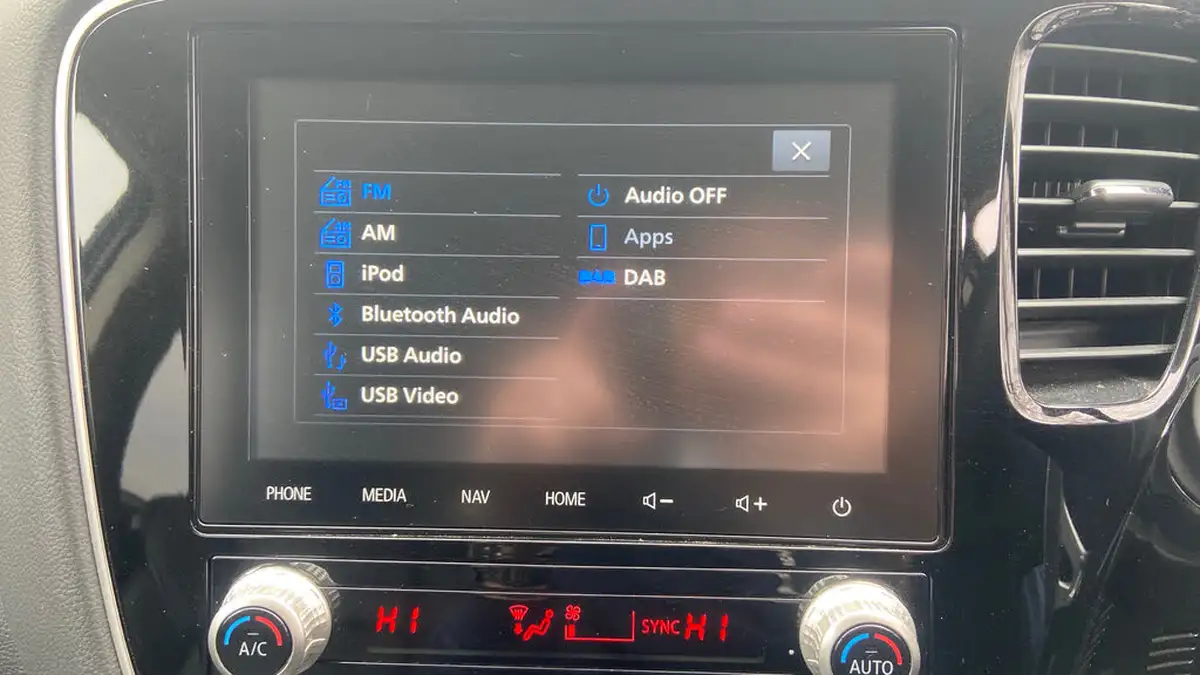 FM
AM
iPod
Bluetooth Audio
USB Audio
USB Video
Audio OFF
Apps
DAB
PHONE MEDIA NAV HOME
HI SYNC HI
A/C AUTO